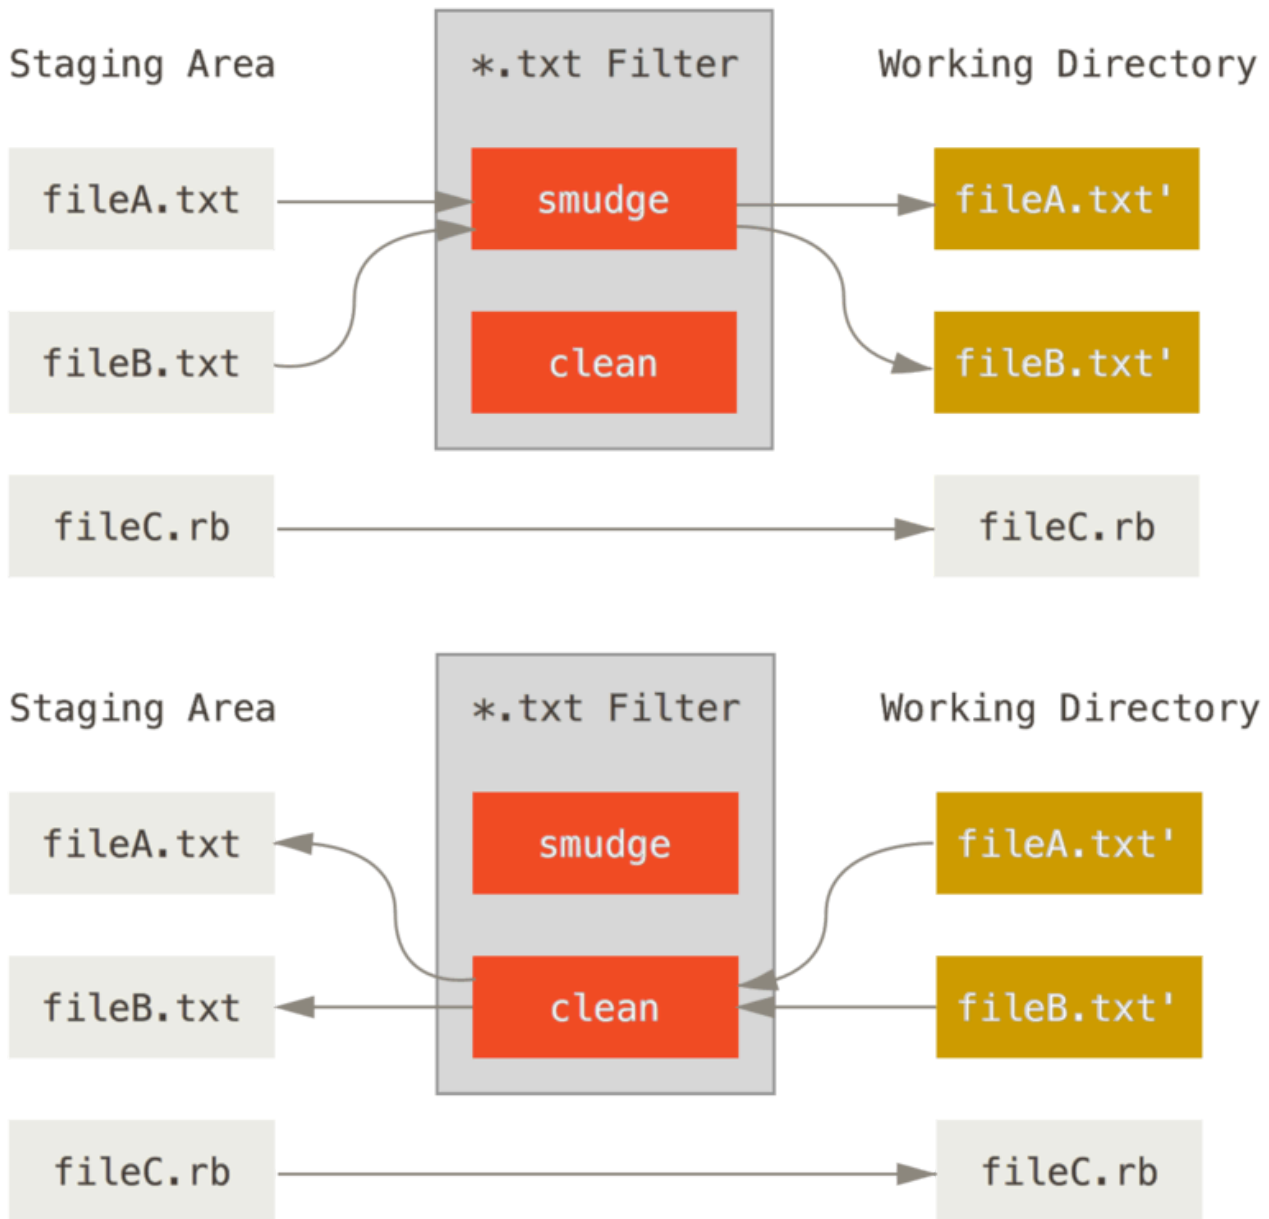 Staging Area *.txt Filter Working Directory
fileA.txt smudge fileA.txt'
fileB.txt clean fileB.txt'
fileC.rb fileC.rb
Staging Area *.txt Filter Working Directory
fileA.txt smudge fileA.txt'
fileB.txt clean fileB.txt'
fileC.rb fileC.rb